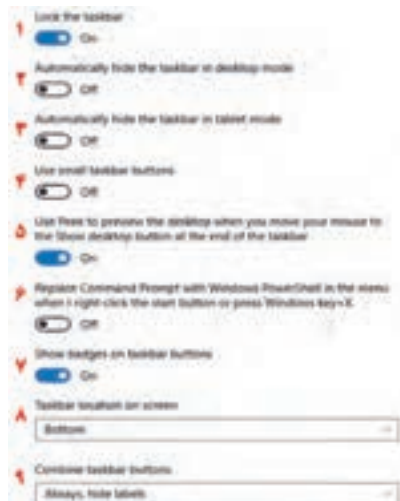 ۱ Lock the taskbar
On
۲ Automatically hide the taskbar in desktop mode
Off
۳ Automatically hide the taskbar in tablet mode
Off
۴ Use small taskbar buttons
Off
۵ Use Peek to preview the desktop when you move your mouse to
the Show desktop button at the end of the taskbar
On
۶ Replace Command Prompt with Windows PowerShell in the menu
when I right-click the start button or press Windows key+X
Off
۷ Show badges on taskbar buttons
On
۸ Taskbar location on screen
Bottom
۹ Combine taskbar buttons
Always, hide labels